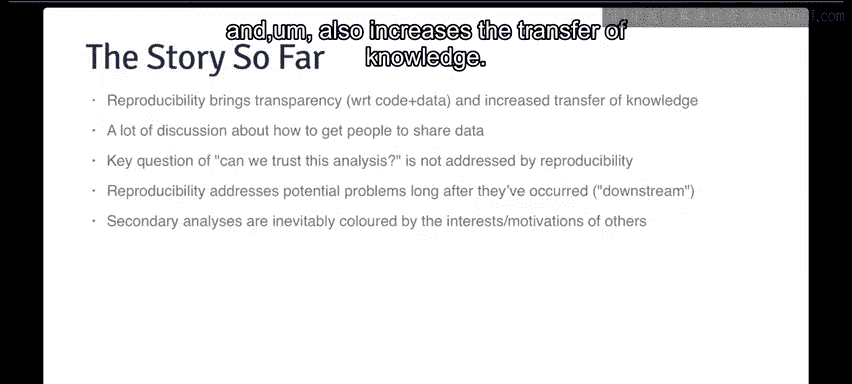 and,um, also increases the transfer of
knowledge.
The Story So Far
· Reproducibility brings transparency (wrt code+data) and increased transfer of knowledge
· A lot of discussion about how to get people to share data
· Key question of "can we trust this analysis?" is not addressed by reproducibility
· Reproducibility addresses potential problems long after they've occurred ("downstream")
· Secondary analyses are inevitably coloured by the interests/motivations of others